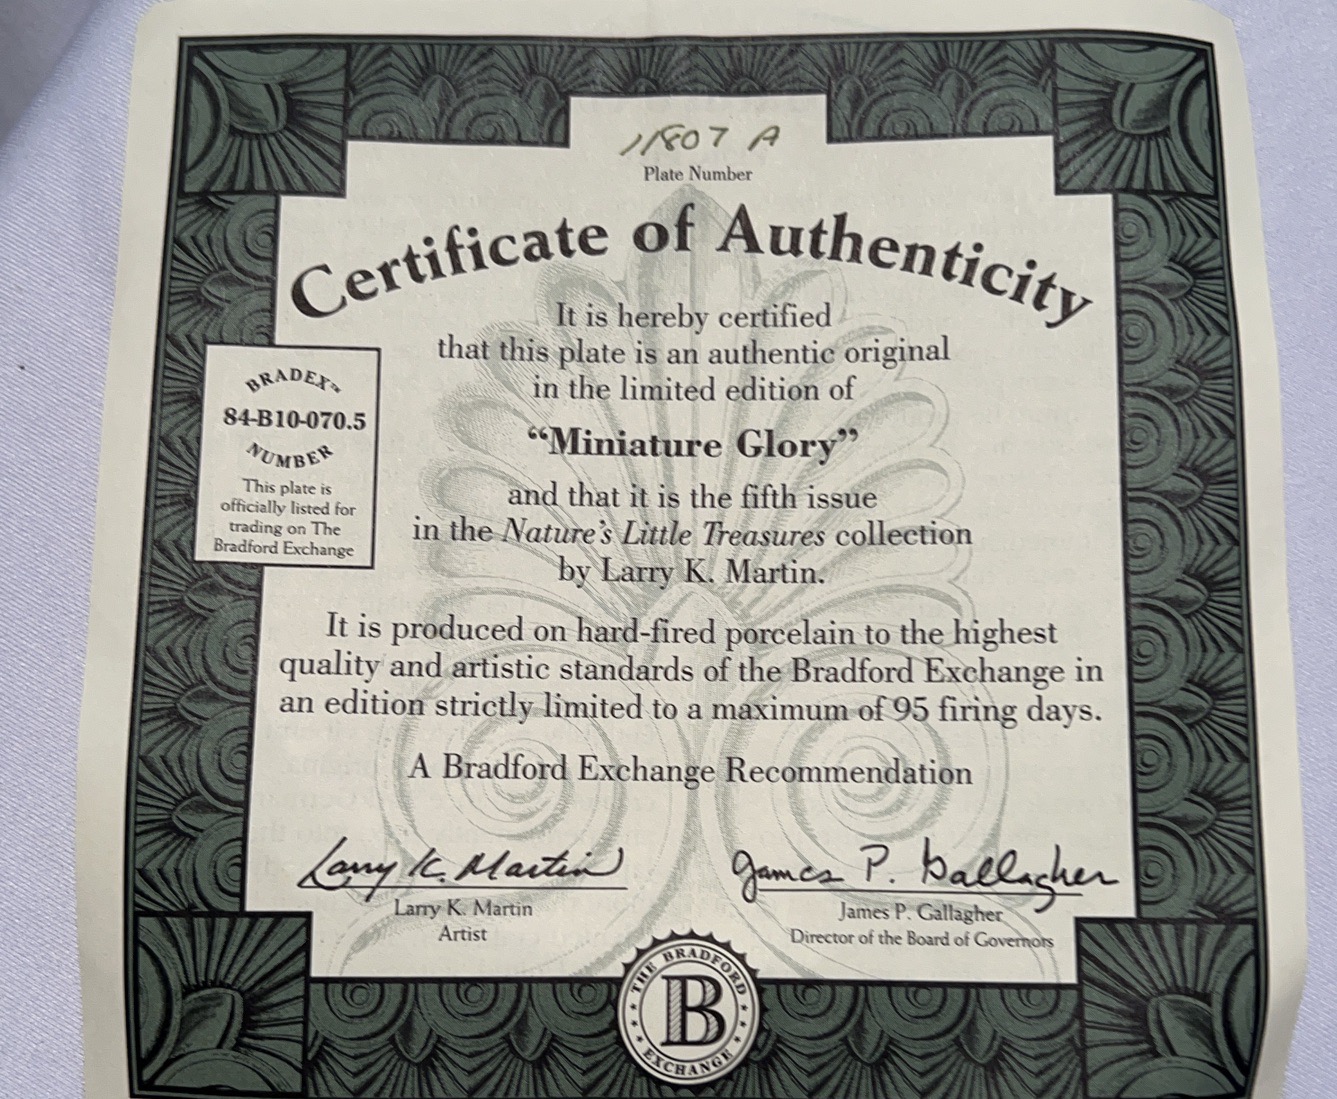 11807 A
Plate Number
Certificate of Authenticity
It is hereby certified
that this plate is an authentic original
in the limited edition of
“Miniature Glory”
and that it is the fifth issue
in the Nature's Little Treasures collection
by Larry K. Martin.
BRADEX™
84-B10-070.5
NUMBER
This plate is
officially listed for
trading on The
Bradford Exchange
It is produced on hard-fired porcelain to the highest
quality and artistic standards of the Bradford Exchange in
an edition strictly limited to a maximum of 95 firing days.
A Bradford Exchange Recommendation
Larry K. Martin
Larry K. Martin
Artist
James P. Gallagher
James P. Gallagher
Director of the Board of Governors
THE BRADFORD
B
EXCHANGE